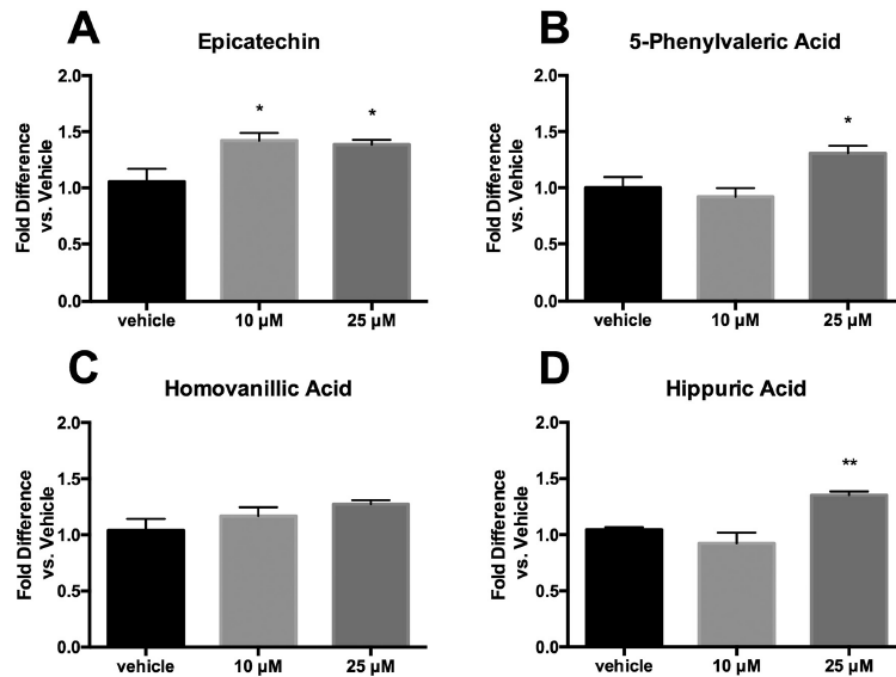 A
Epicatechin
Fold Difference
vs. Vehicle
2.0
1.5
1.0
0.5
0.0
*
*
vehicle
10 µM
25 µM
B
5-Phenylvaleric Acid
Fold Difference
vs. Vehicle
2.0
1.5
1.0
0.5
0.0
*
vehicle
10 µM
25 µM
C
Homovanillic Acid
Fold Difference
vs. Vehicle
2.0
1.5
1.0
0.5
0.0
vehicle
10 µM
25 µM
D
Hippuric Acid
Fold Difference
vs. Vehicle
2.0
1.5
1.0
0.5
0.0
**
vehicle
10 µM
25 µM